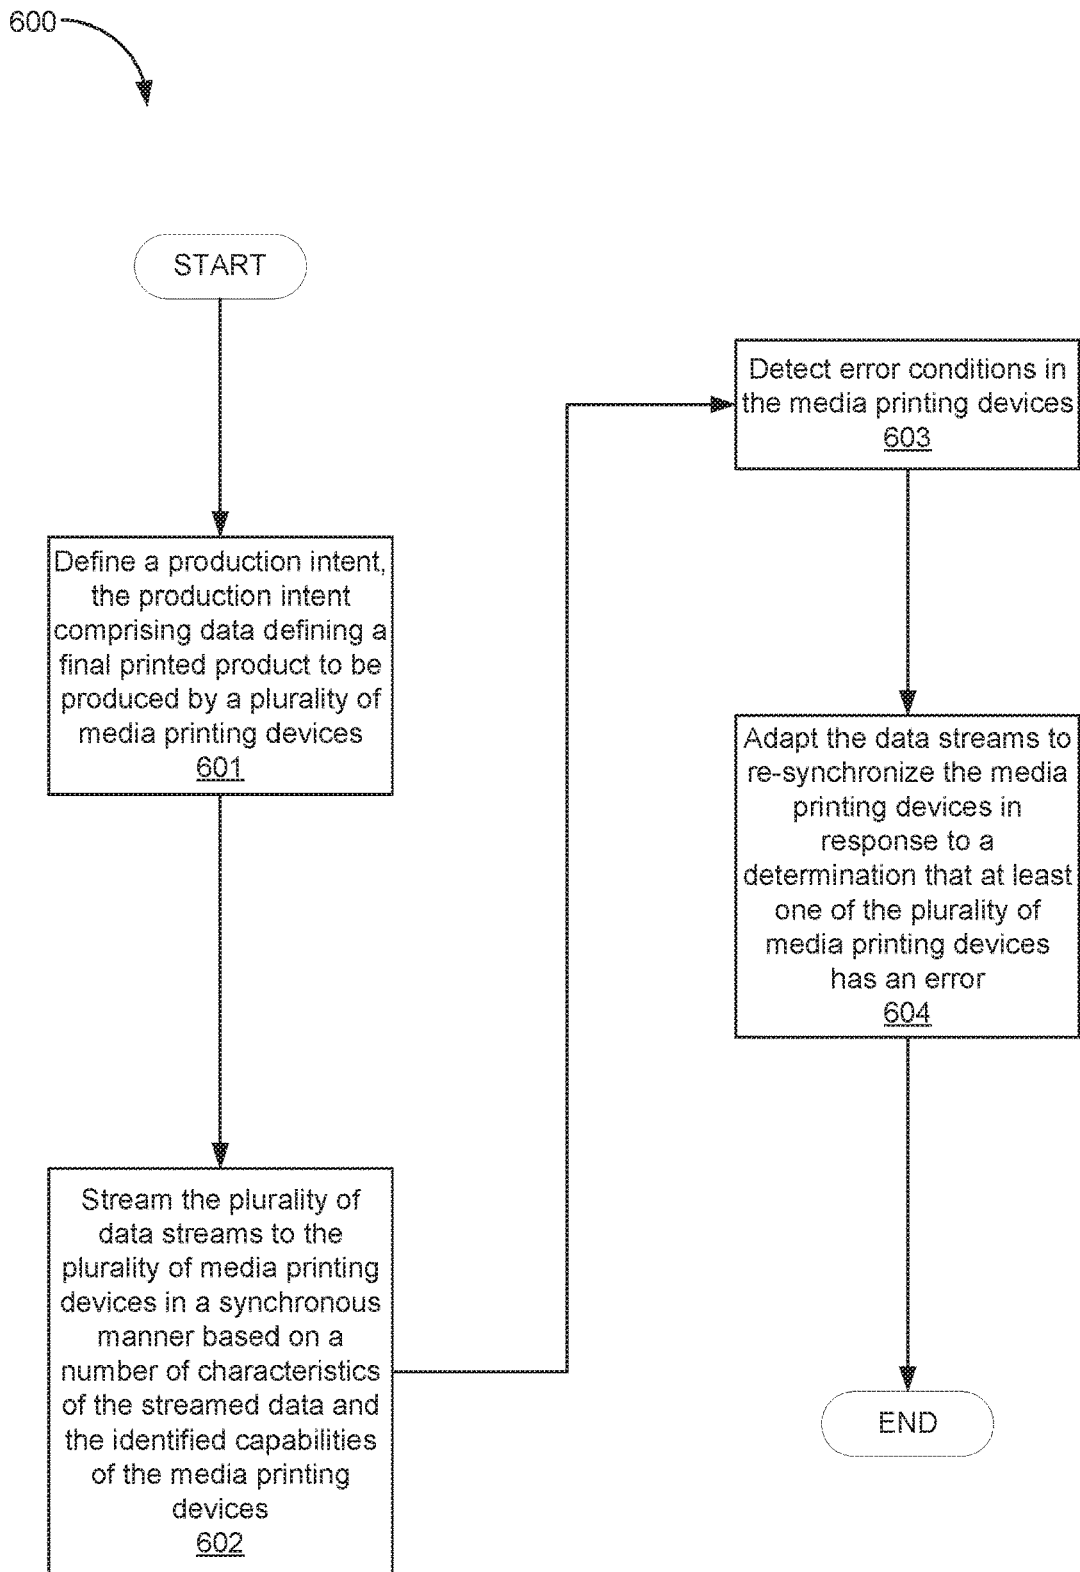 600
START
Define a production intent,
the production intent
comprising data defining a
final printed product to be
produced by a plurality of
media printing devices
601
Stream the plurality of
data streams to the
plurality of media printing
devices in a synchronous
manner based on a
number of characteristics
of the streamed data and
the identified capabilities
of the media printing
devices
602
Detect error conditions in
the media printing devices
603
Adapt the data streams to
re-synchronize the media
printing devices in
response to a
determination that at least
one of the plurality of
media printing devices
has an error
604
END